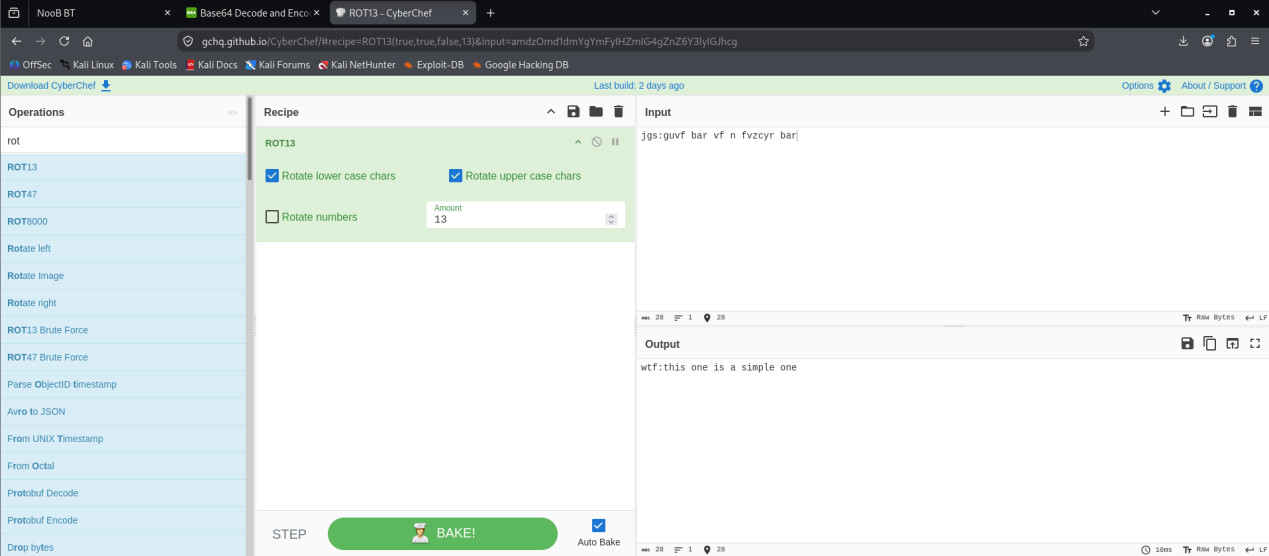 NooB BT
Base64 Decode and Enco
ROT13 - CyberChef
gchq.github.io/CyberChef/#recipe=ROT13(true,true,false,13)&input=amdzOmd1dmYgYmFyIHZmIG4gZnZ6Y3lyIGJhcg
OffSec
Kali Linux
Kali Tools
Kali Docs
Kali Forums
Kali NetHunter
Exploit-DB
Google Hacking DB
Download CyberChef
Last build: 2 days ago
Options
About / Support
Operations
rot
ROT13
ROT47
ROT8000
Rotate left
Rotate Image
Rotate right
ROT13 Brute Force
ROT47 Brute Force
Parse ObjectID timestamp
Avro to JSON
From UNIX Timestamp
From Octal
Protobuf Decode
Protobuf Encode
Drop bytes
Recipe
ROT13
Rotate lower case chars
Rotate upper case chars
Rotate numbers
Amount
13
STEP
BAKE!
Auto Bake
Input
jgs:guvf bar vf n fvzcyr bar
28 1 28
Raw Bytes LF
Output
wtf:this one is a simple one
28 1 28
10ms Raw Bytes LF